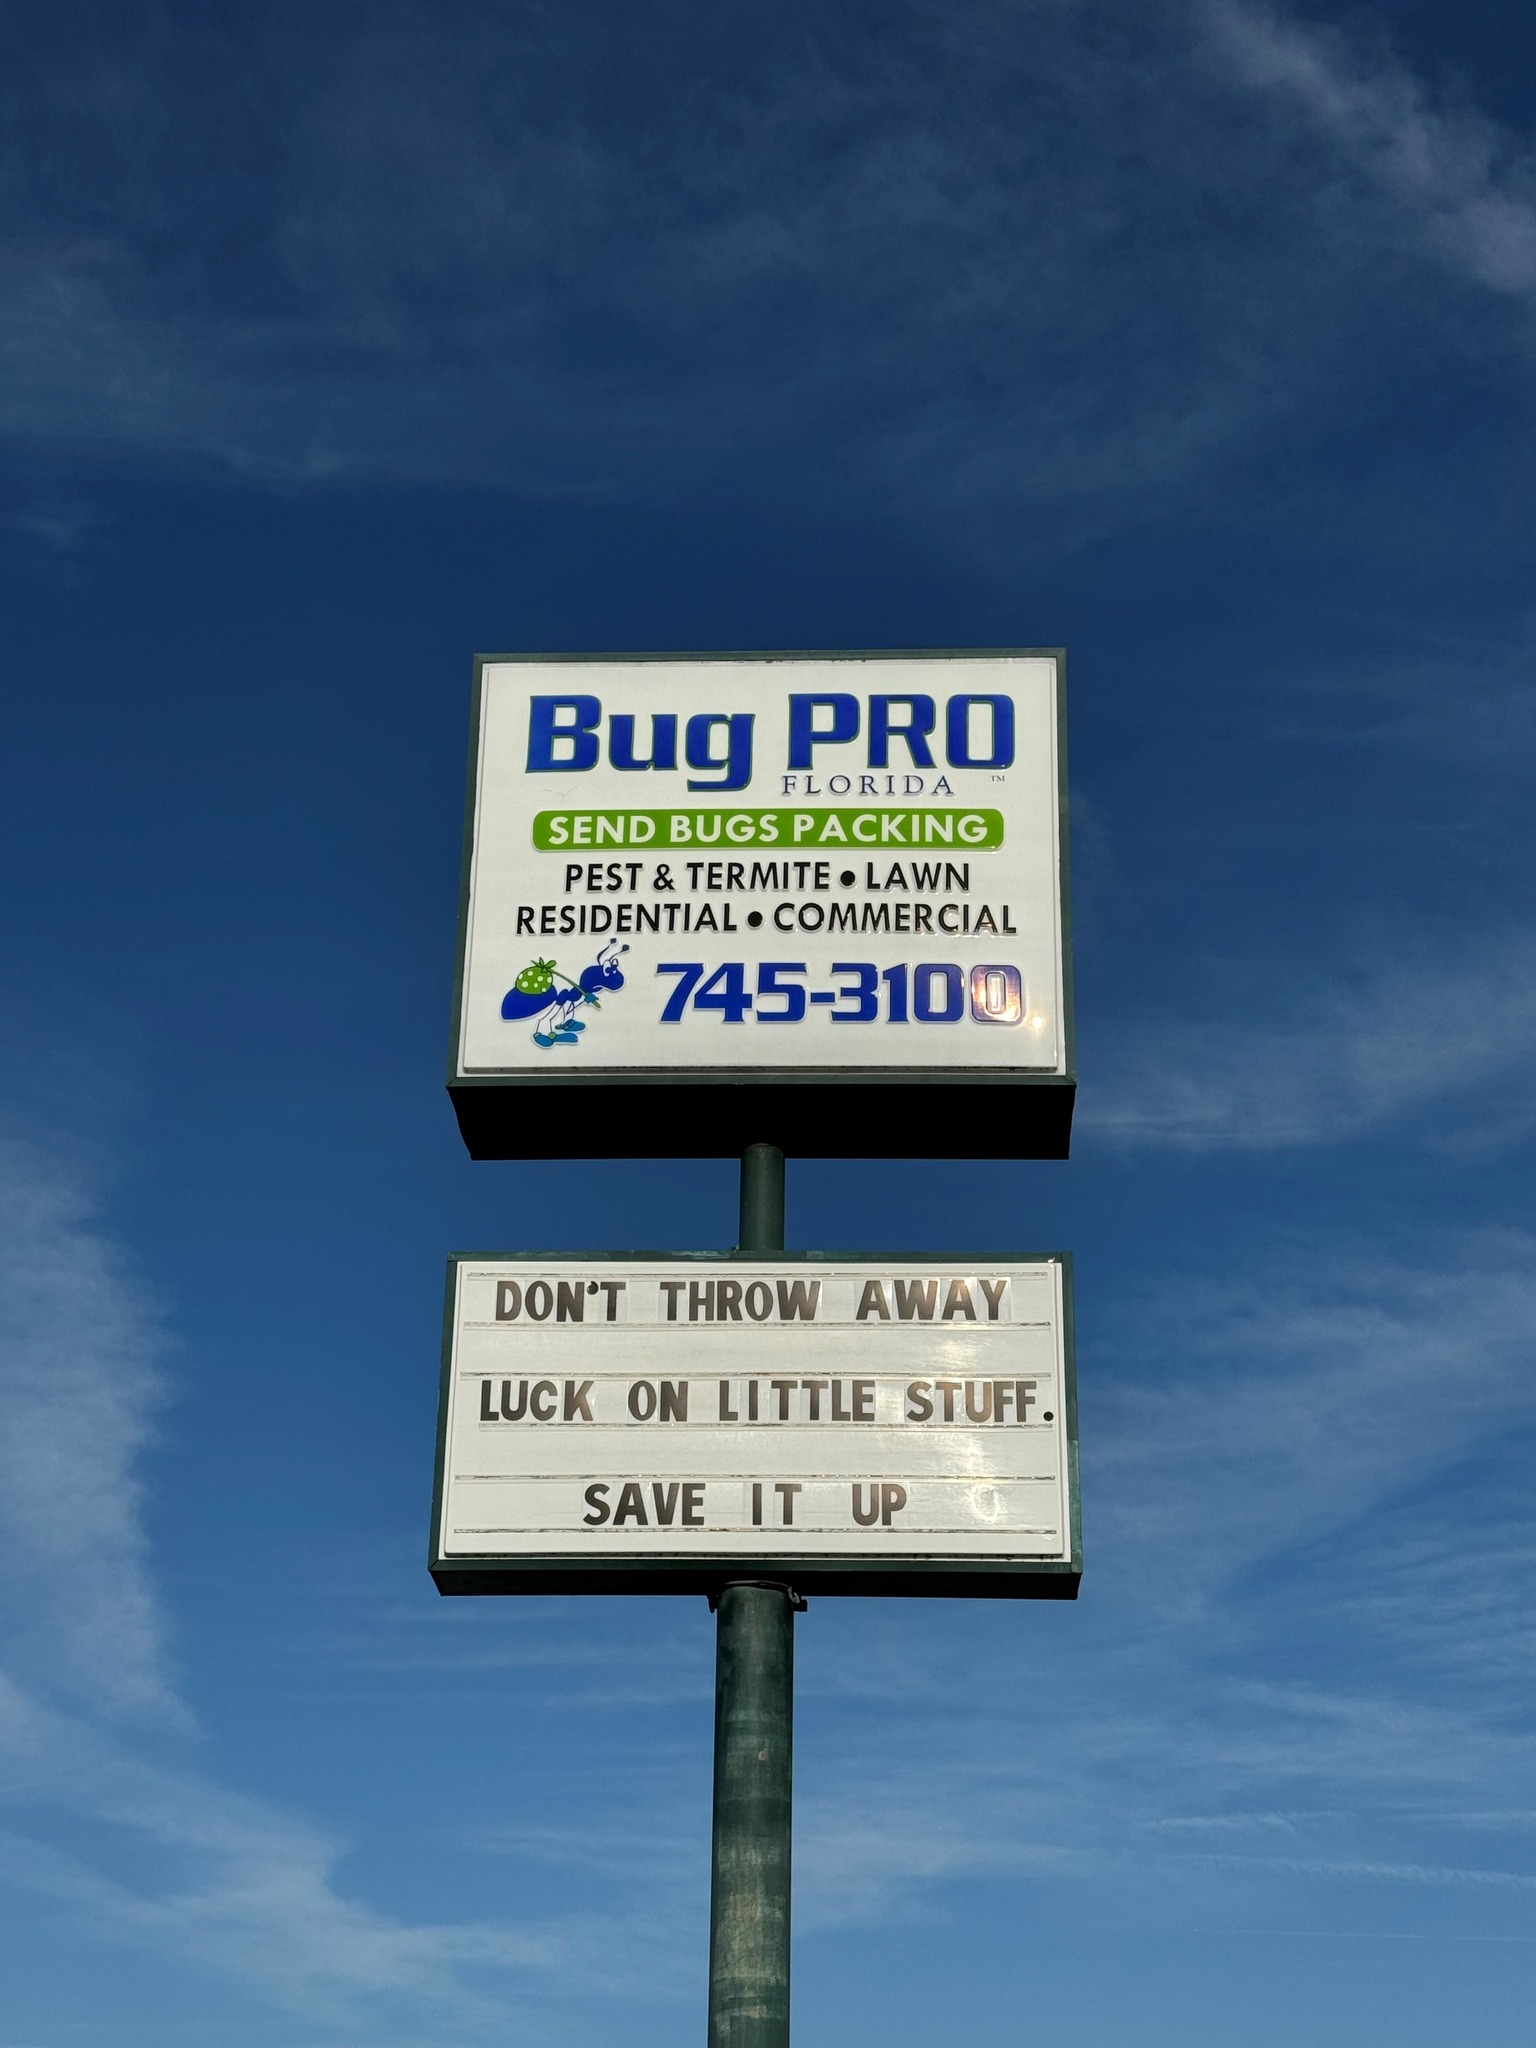 Bug PRO
FLORIDA ™
SEND BUGS PACKING
PEST & TERMITE • LAWN
RESIDENTIAL • COMMERCIAL
745-3100
DON'T THROW AWAY
LUCK ON LITTLE STUFF.
SAVE IT UP